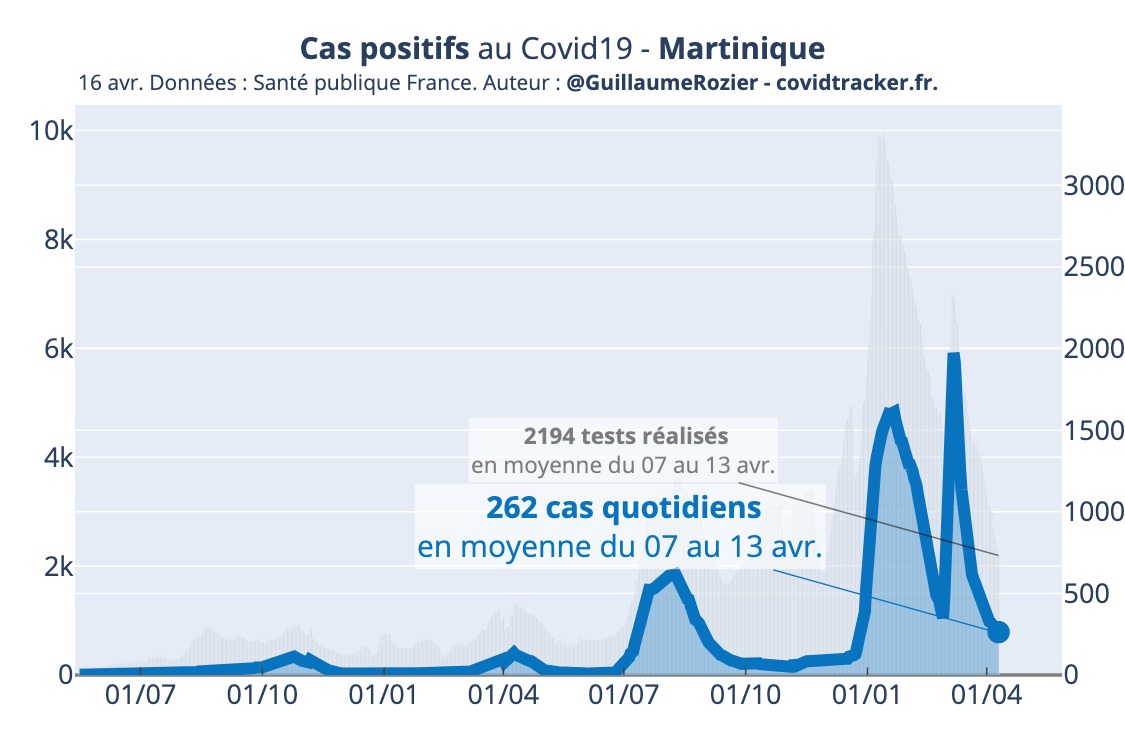 Cas positifs au Covid19 - Martinique
16 avr. Données : Santé publique France. Auteur : @GuillaumeRozier - covidtracker.fr.
10k
8k
6k
4k
2k
0
3000
2500
2000
1500
1000
500
0
2194 tests réalisés
en moyenne du 07 au 13 avr.
262 cas quotidiens
en moyenne du 07 au 13 avr.
01/07 01/10 01/01 01/04 01/07 01/10 01/01 01/04